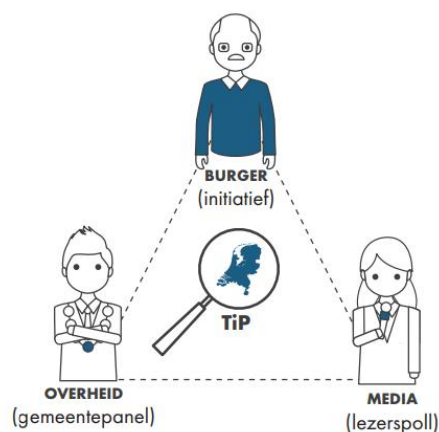 BURGER
(initiatief)
TiP
OVERHEID
(gemeentepanel)
MEDIA
(lezerspoll)